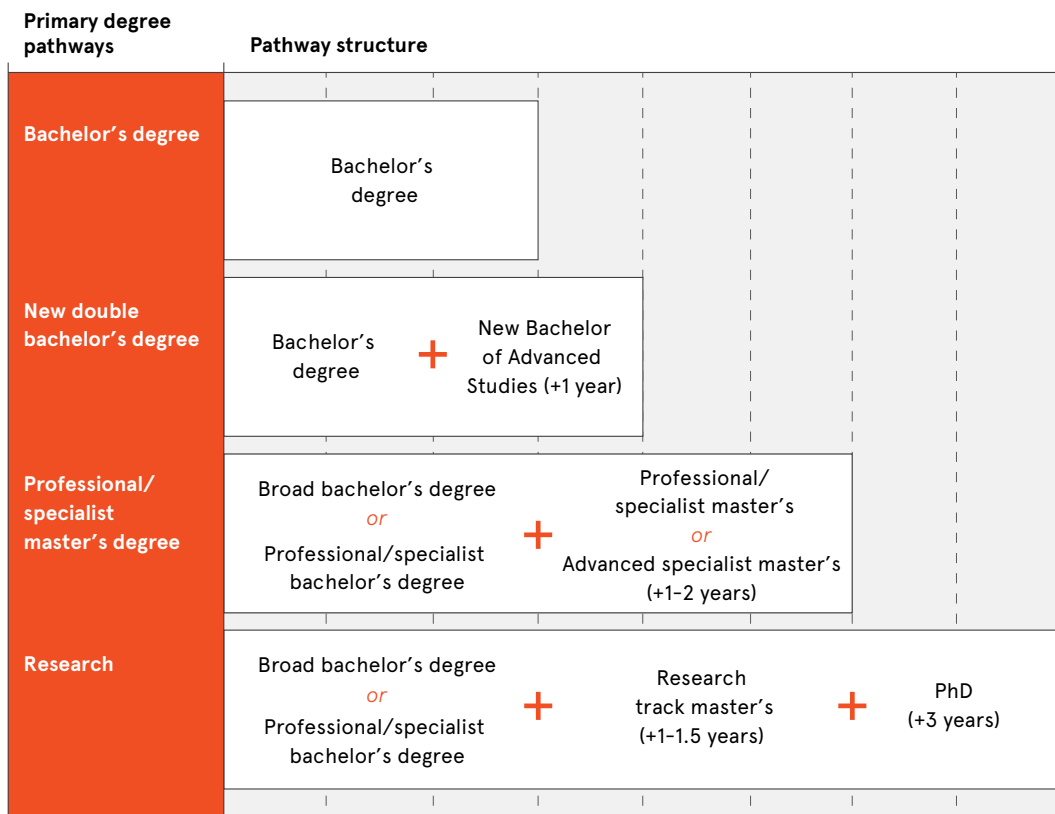 Primary degree
pathways
Pathway structure
Bachelor's degree
Bachelor's
degree
New double
bachelor's degree
Bachelor's
degree
+
New Bachelor
of Advanced
Studies (+1 year)
Professional/
specialist
master's degree
Broad bachelor's degree
or
Professional/specialist
bachelor's degree
+
Professional/
specialist master's
or
Advanced specialist master's
(+1-2 years)
Research
Broad bachelor's degree
or
Professional/specialist
bachelor's degree
+
Research
track master's
(+1-1.5 years)
+
PhD
(+3 years)